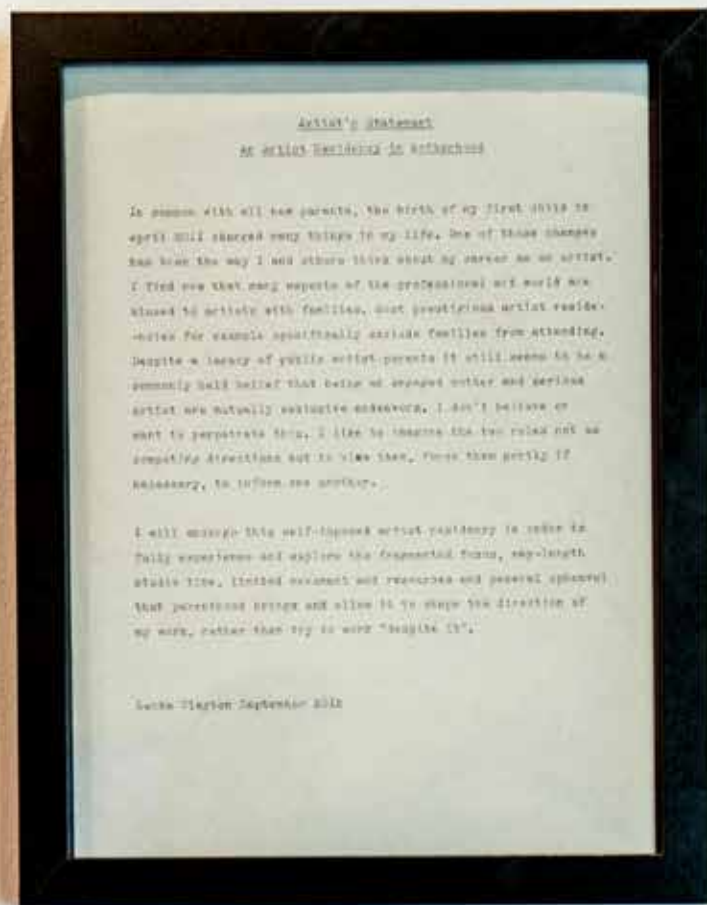 Artist's Statement
An Artist Residency in Motherhood
In common with all new parents, the birth of my first child in
april 2011 changed many things in my life. One of those changes
has been the way I and others think about my career as an artist.
I find now that many aspects of the professional art world are
closed to artists with families. Most prestigious artist reside-
-ncies for example specifically exclude families from attending.
Despite a legacy of public artist-parents it still seems to be a
commonly held belief that being an engaged mother and serious
artist are mutually exclusive endeavors. I don't believe or
want to perpetrate this. I like to imagine the two roles not as
competing directions but to view them, force them gently if
necessary, to inform one another.
I will undergo this self-imposed artist residency in order to
fully experience and explore the fragmented focus, nap-length
studio time, limited movement and resources and general upheaval
that parenthood brings and allow it to shape the direction of
my work, rather than try to work "despite it".
Lenka Clayton September 2012